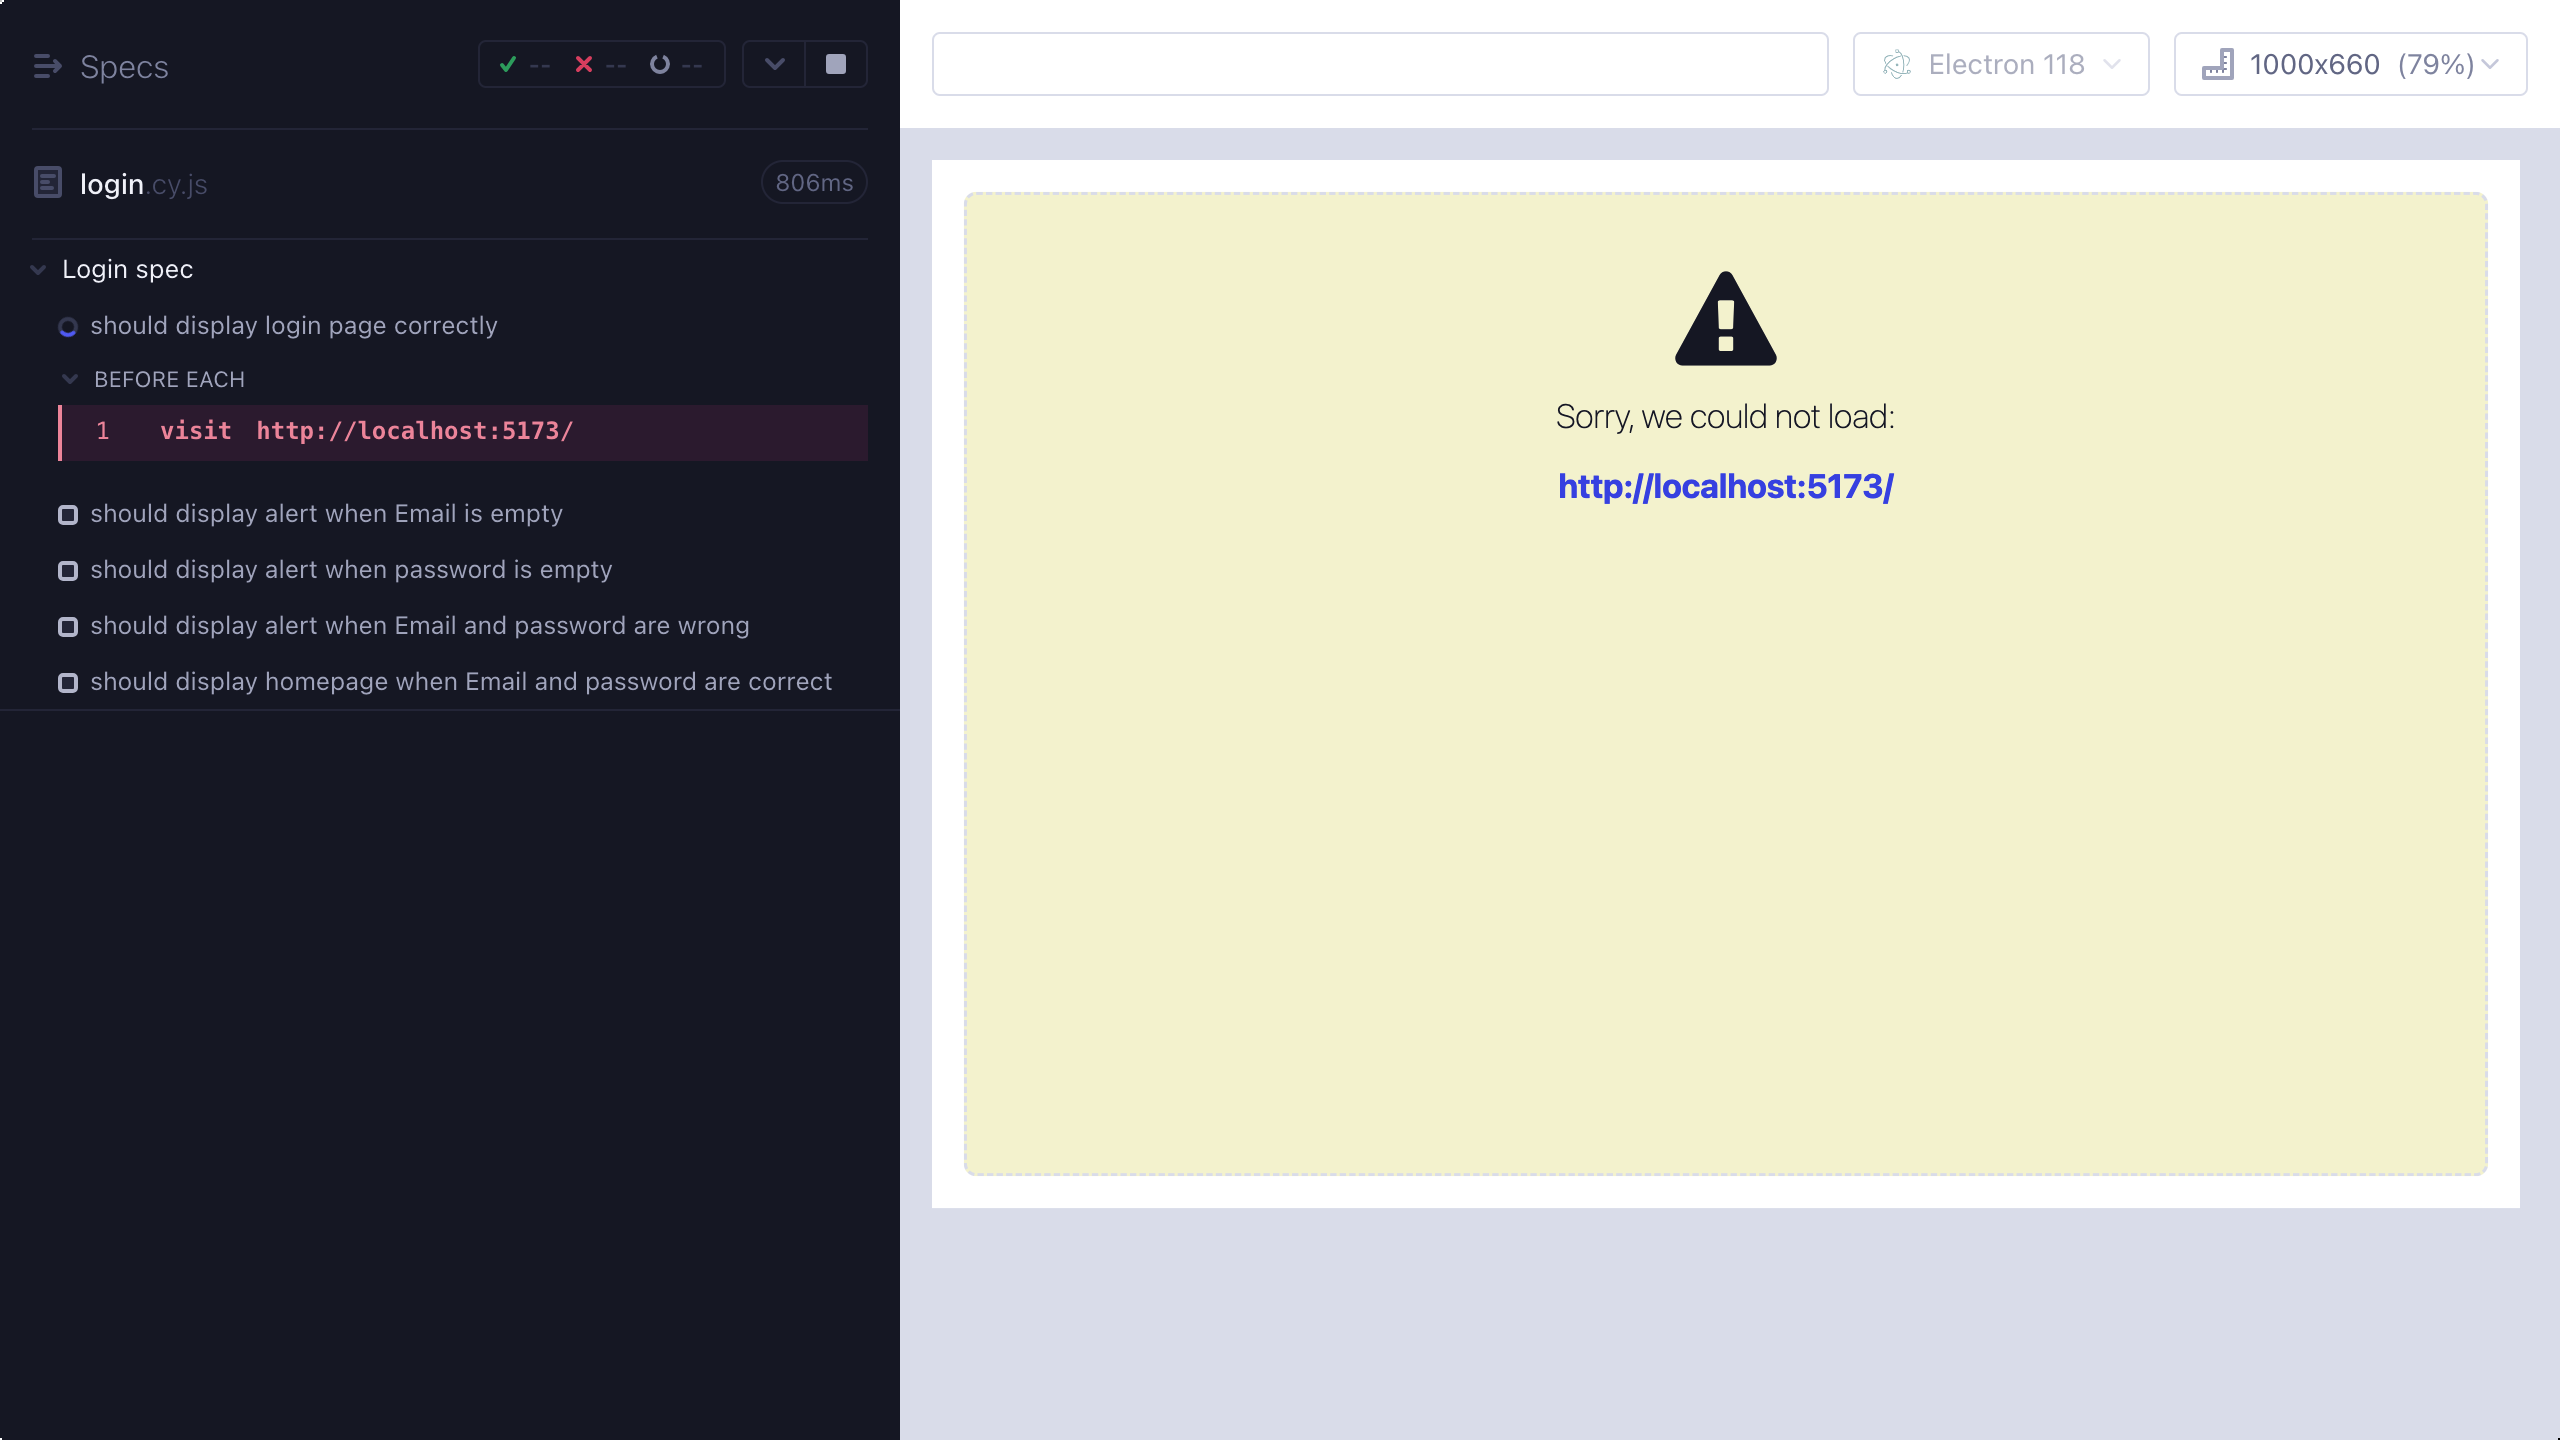 Specs
-- -- --
login.cy.js
806ms
Login spec
should display login page correctly
BEFORE EACH
1 visit http://localhost:5173/
should display alert when Email is empty
should display alert when password is empty
should display alert when Email and password are wrong
should display homepage when Email and password are correct
Electron 118
1000x660 (79%)
Sorry, we could not load:
http://localhost:5173/